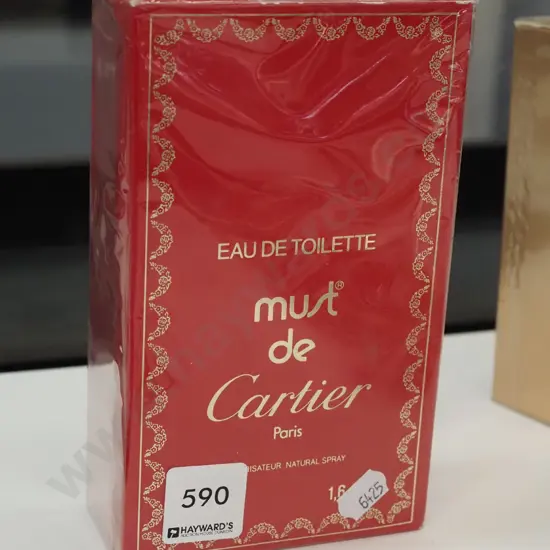 EAU DE TOILETTE
must®
de
Cartier
Paris
NATURAL SPRAY
1,6
6425
590
HAYWARD'S